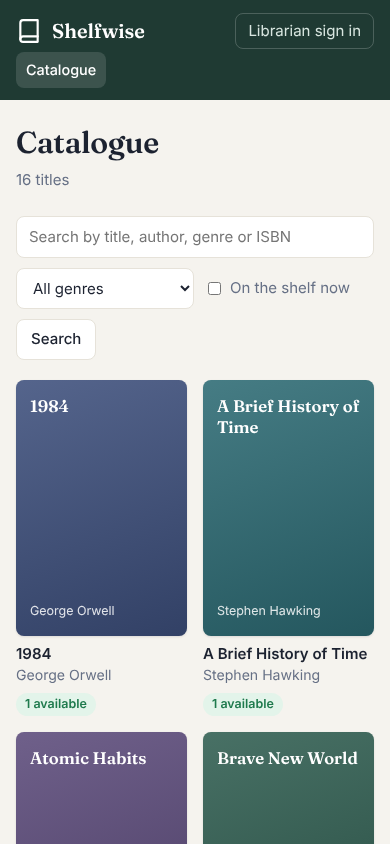 Shelfwise
Librarian sign in
Catalogue
Catalogue
16 titles
Search by title, author, genre or ISBN
All genres
On the shelf now
Search
1984
George Orwell
A Brief History of
Time
Stephen Hawking
1984
George Orwell
1 available
A Brief History of Time
Stephen Hawking
1 available
Atomic Habits
Brave New World